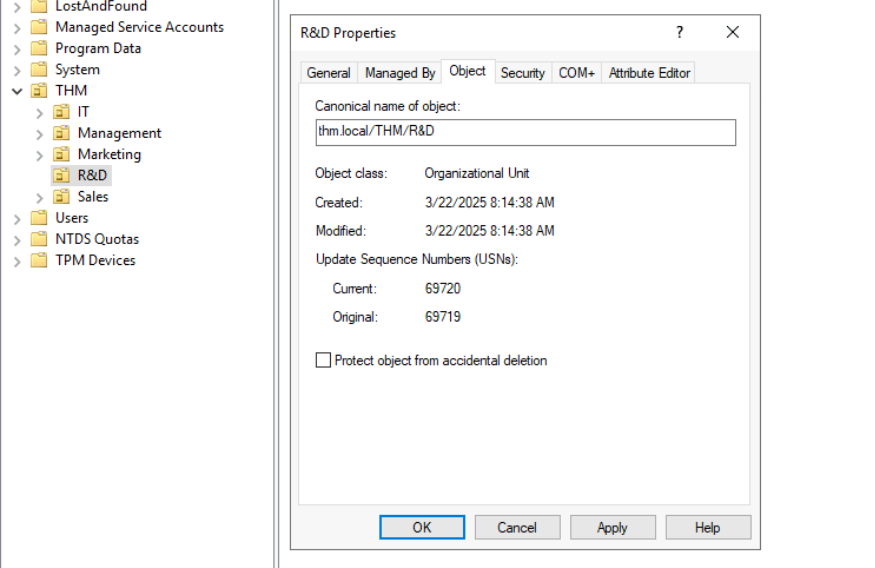 LostAndFound
Managed Service Accounts
Program Data
System
THM
IT
Management
Marketing
R&D
Sales
Users
NTDS Quotas
TPM Devices
R&D Properties
?
General Managed By Object Security COM+ Attribute Editor
Canonical name of object:
thm.local/THM/R&D
Object class: Organizational Unit
Created: 3/22/2025 8:14:38 AM
Modified: 3/22/2025 8:14:38 AM
Update Sequence Numbers (USNs):
Current: 69720
Original: 69719
Protect object from accidental deletion
OK Cancel Apply Help